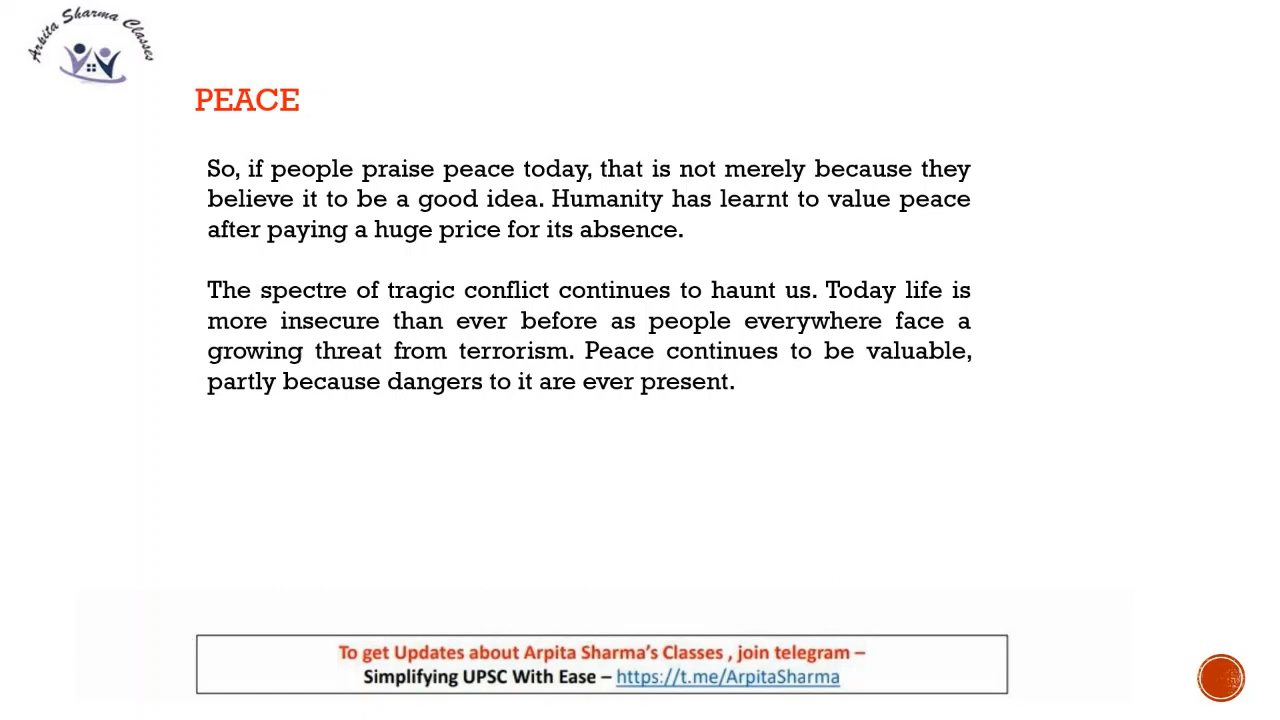 Arpita Sharma Classes
PEACE
So, if people praise peace today, that is not merely because they
believe it to be a good idea. Humanity has learnt to value peace
after paying a huge price for its absence.
The spectre of tragic conflict continues to haunt us. Today life is
more insecure than ever before as people everywhere face a
growing threat from terrorism. Peace continues to be valuable,
partly because dangers to it are ever present.
To get Updates about Arpita Sharma's Classes , join telegram –
Simplifying UPSC With Ease – https://t.me/ArpitaSharma